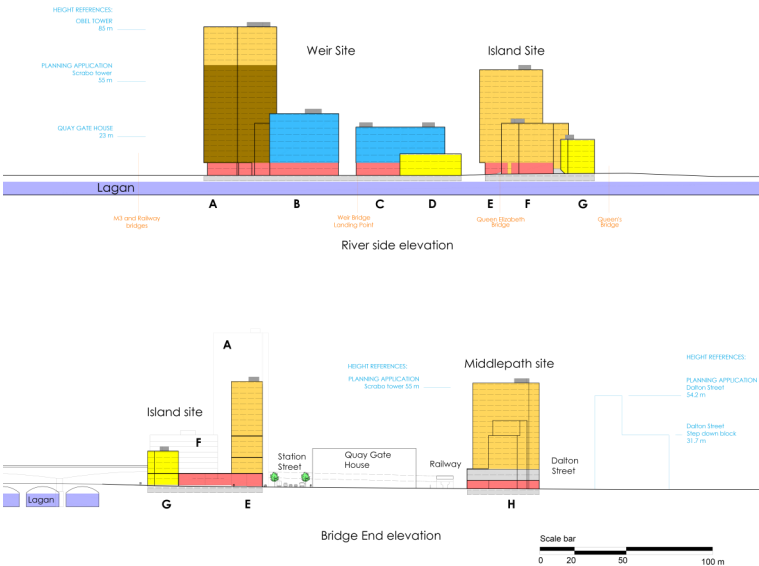 HEIGHT REFERENCES:
OBEL TOWER
85 m
PLANNING APPLICATION
Scrabo tower
55 m
QUAY GATE HOUSE
23 m
Weir Site
Island Site
Lagan
A
B
C
D
E
F
G
M3 and Railway
bridges
Weir Bridge
Landing Point
Queen Elizabeth
Bridge
Queen's
Bridge
River side elevation
A
HEIGHT REFERENCES:
PLANNING APPLICATION
Scrabo tower 55 m
Middlepath site
HEIGHT REFERENCES:
PLANNING APPLICATION
Dalton Street
54,2 m
Dalton Street
Step down block
31,7 m
Island site
F
Station
Street
Quay Gate
House
Railway
Dalton
Street
Lagan
G
E
H
Bridge End elevation
Scale bar
0
20
50
100 m